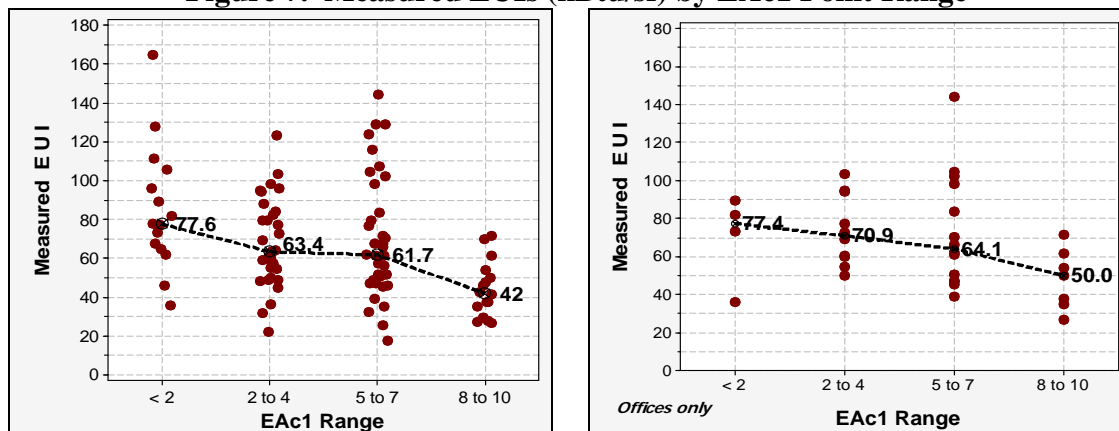 Figure 7. Measured EUIs (kBtu/sf) by EAc1 Point Range
Measured E U I
180
160
140
120
100
80
60
40
20
0
77.6
63.4
61.7
42
< 2
2 to 4
5 to 7
8 to 10
EAc1 Range
Measured E U I
180
160
140
120
100
80
60
40
20
0
77.4
70.9
64.1
50.0
< 2
2 to 4
5 to 7
8 to 10
Offices only
EAc1 Range